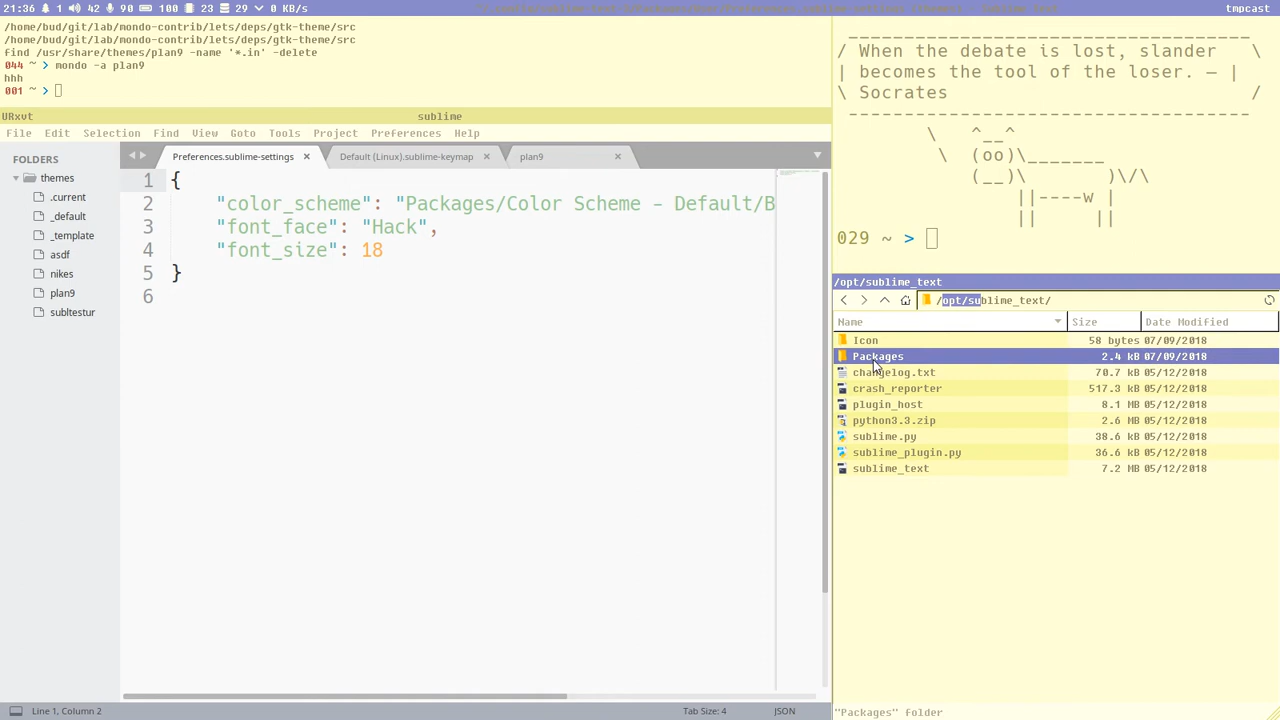 21:36 1 42 90 100 23 29 0 KB/s
tmpcast
/home/bud/git/lab/mondo-contrib/lets/deps/gtk-theme/src
/home/bud/git/lab/mondo-contrib/lets/deps/gtk-theme/src
find /usr/share/themes/plan9 -name '*.in' -delete
044 ~ > mondo -a plan9
hhh
001 ~ >
URxvt sublime
File Edit Selection Find View Goto Tools Project Preferences Help
FOLDERS
themes
.current
_default
_template
asdf
nikes
plan9
subltestur
Preferences.sublime-settings × Default (Linux).sublime-keymap × plan9 ×
1 {
2 "color_scheme": "Packages/Color Scheme - Default/B
3 "font_face": "Hack",
4 "font_size": 18
5 }
6
Line 1, Column 2 Tab Size: 4 JSON
___________________________________
/ When the debate is lost, slander \
| becomes the tool of the loser. — |
\ Socrates /
-----------------------------------
\ ^__^
\ (oo)\_______
(__)\ )\/\
||----w |
|| ||
029 ~ >
/opt/sublime_text
/opt/sublime_text/
Name Size Date Modified
Icon 58 bytes 07/09/2018
Packages 2.4 kB 07/09/2018
changelog.txt 70.7 kB 05/12/2018
crash_reporter 517.3 kB 05/12/2018
plugin_host 8.1 MB 05/12/2018
python3.3.zip 2.6 MB 05/12/2018
sublime.py 38.6 kB 05/12/2018
sublime_plugin.py 36.6 kB 05/12/2018
sublime_text 7.2 MB 05/12/2018
"Packages" folder